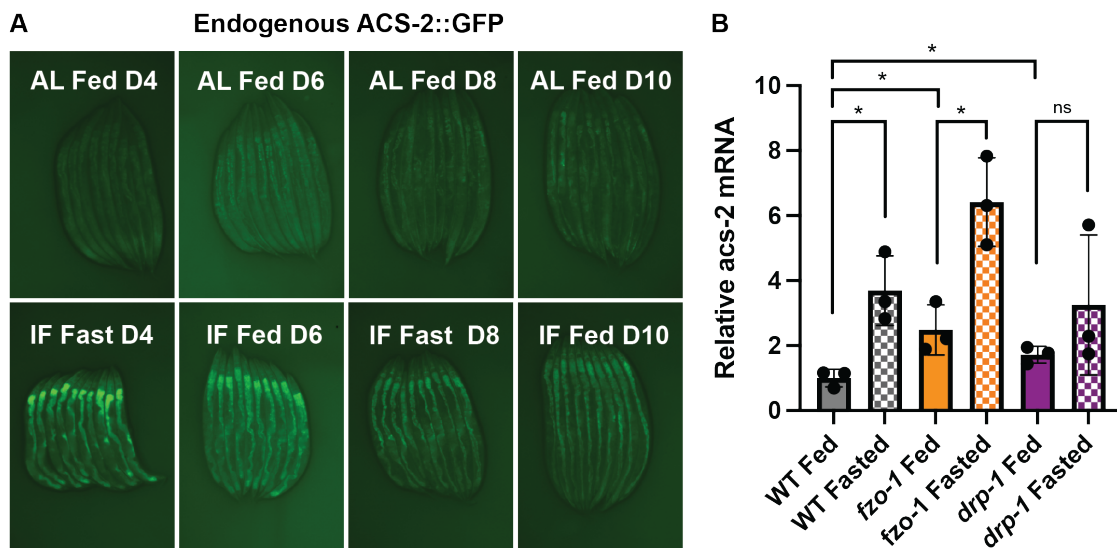 A
Endogenous ACS-2::GFP
AL Fed D4
AL Fed D6
AL Fed D8
AL Fed D10
IF Fast D4
IF Fed D6
IF Fast D8
IF Fed D10
B
*
*
*
*
ns
Relative acs-2 mRNA
10
8
6
4
2
0
WT Fed
WT Fasted
fzo-1 Fed
fzo-1 Fasted
drp-1 Fed
drp-1 Fasted